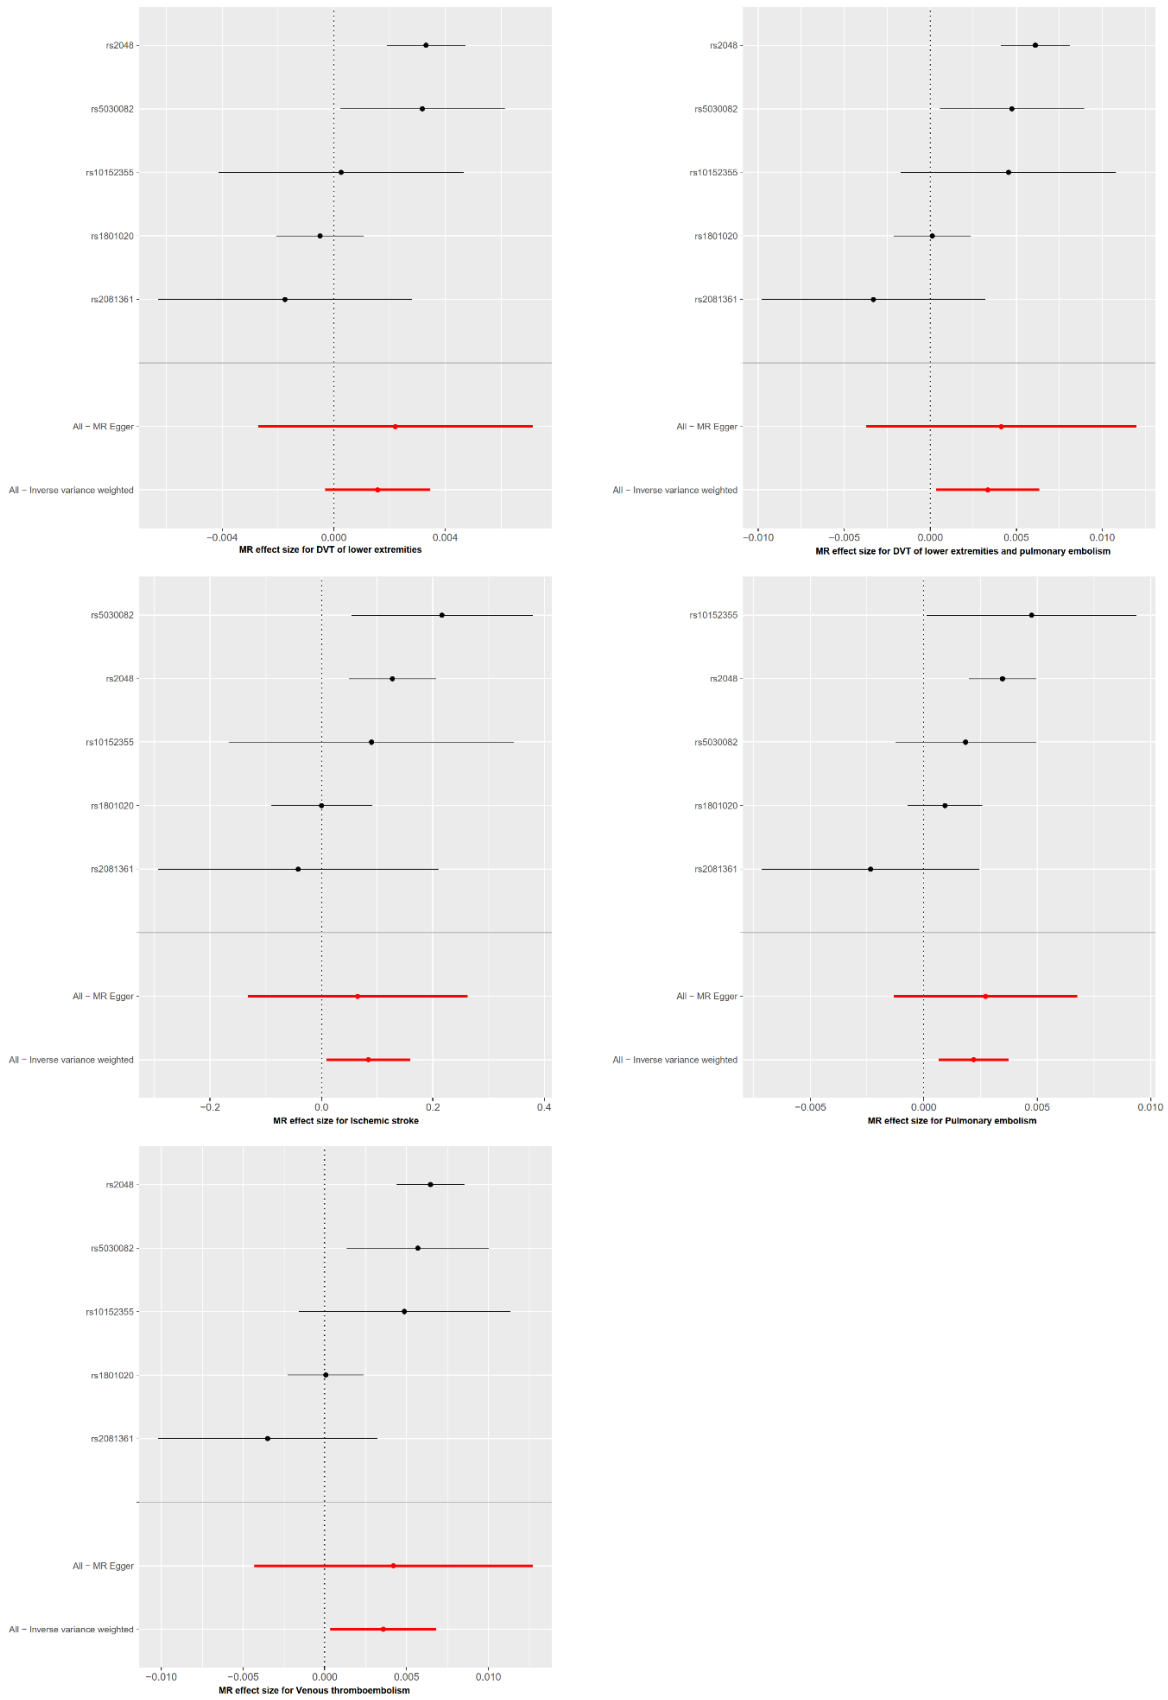 rs2048
rs5030082
rs10152355
rs1801020
rs2081361
All − MR Egger
All − Inverse variance weighted
−0.004 0.000 0.004
MR effect size for DVT of lower extremities
rs2048
rs5030082
rs10152355
rs1801020
rs2081361
All − MR Egger
All − Inverse variance weighted
−0.010 −0.005 0.000 0.005 0.010
MR effect size for DVT of lower extremities and pulmonary embolism
rs5030082
rs2048
rs10152355
rs1801020
rs2081361
All − MR Egger
All − Inverse variance weighted
−0.2 0.0 0.2 0.4
MR effect size for Ischemic stroke
rs10152355
rs2048
rs5030082
rs1801020
rs2081361
All − MR Egger
All − Inverse variance weighted
−0.005 0.000 0.005 0.010
MR effect size for Pulmonary embolism
rs2048
rs5030082
rs10152355
rs1801020
rs2081361
All − MR Egger
All − Inverse variance weighted
−0.010 −0.005 0.000 0.005 0.010
MR effect size for Venous thromboembolism